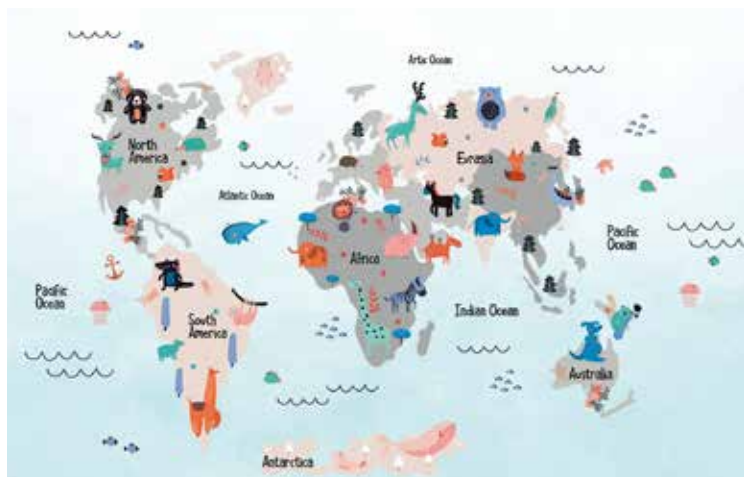 Artic Ocean
North
America
Eurasia
Atlantic Ocean
Pacific
Ocean
Africa
Pacific
Ocean
Indian Ocean
South
America
Australia
Antarctica